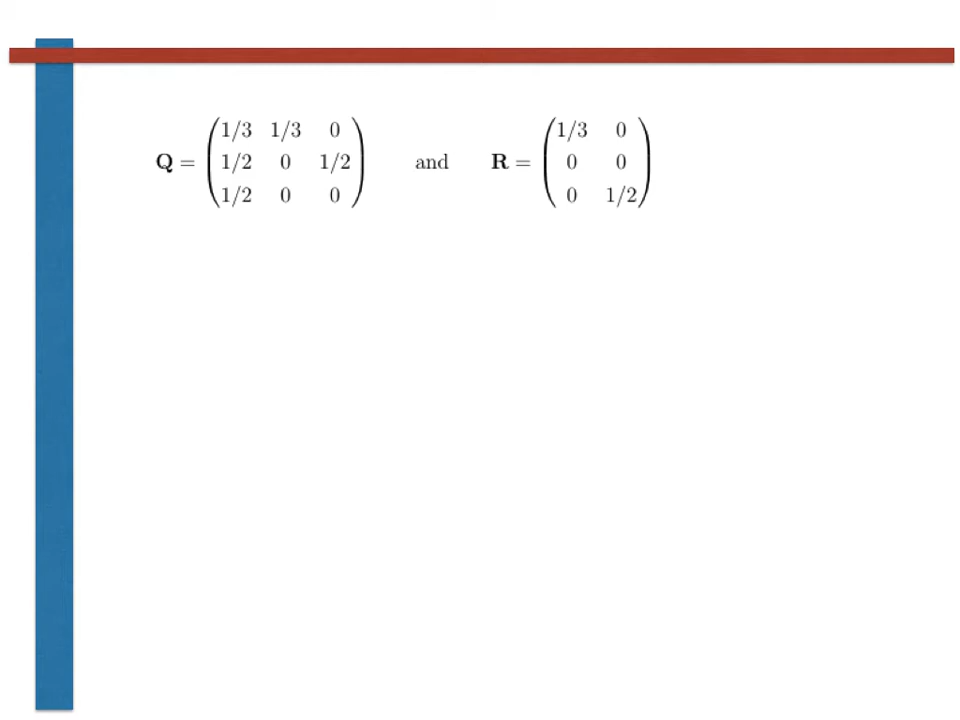 Q = (1/3 1/3 0
1/2 0 1/2
1/2 0 0) and R = (1/3 0
0 0
0 1/2)